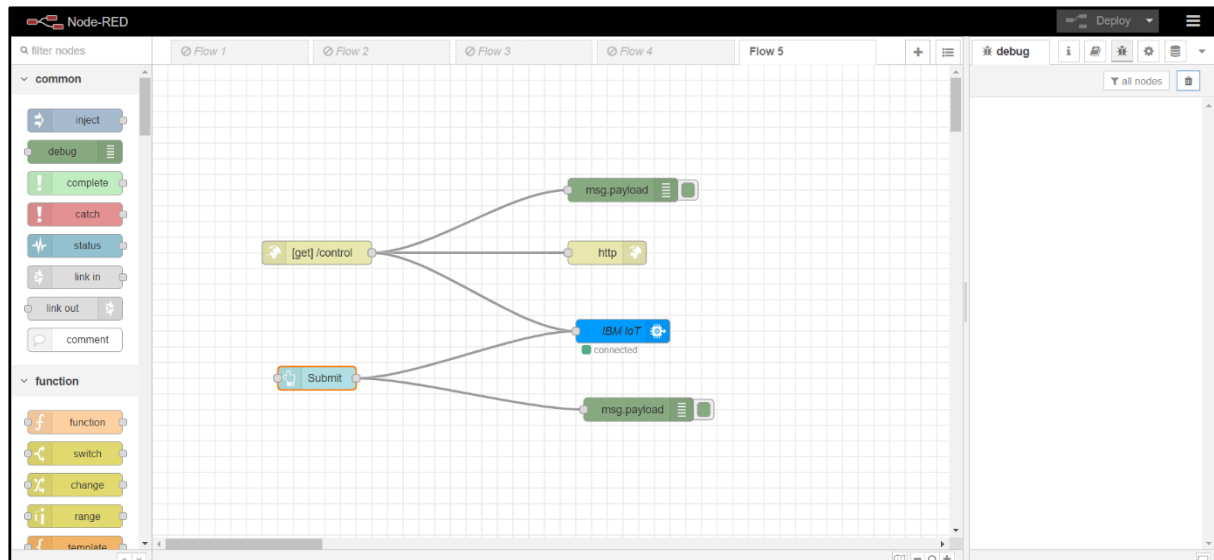 Node-RED
Deploy
filter nodes
Flow 1
Flow 2
Flow 3
Flow 4
Flow 5
debug
i
all nodes
common
inject
debug
complete
catch
status
link in
link out
comment
function
function
switch
change
range
template
msg.payload
[get] /control
http
IBM IoT
connected
Submit
msg.payload